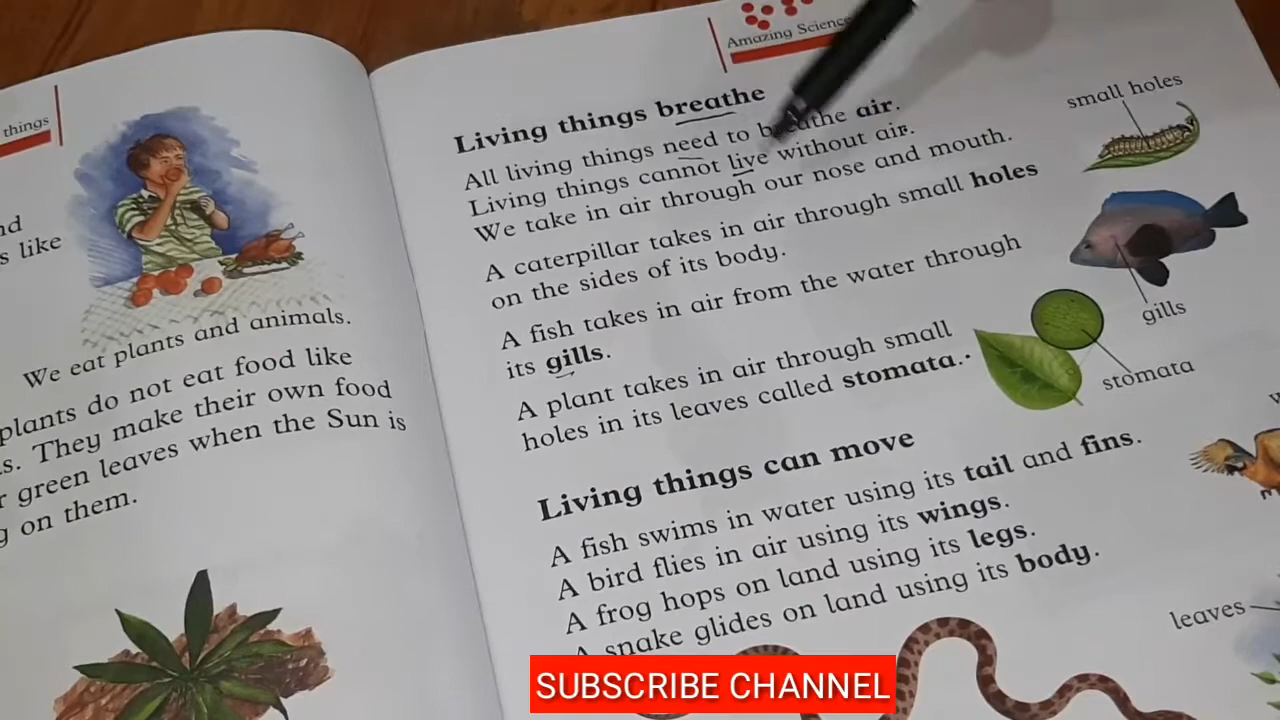 things
nd
s like
We eat plants and animals.
plants do not eat food like
s. They make their own food
r green leaves when the Sun is
g on them.
Amazing Science
Living things breathe
All living things need to breathe air.
Living things cannot live without air.
We take in air through our nose and mouth.
A caterpillar takes in air through small holes
on the sides of its body.
A fish takes in air from the water through
its gills.
A plant takes in air through small
holes in its leaves called stomata.
small holes
gills
stomata
Living things can move
A fish swims in water using its tail and fins.
A bird flies in air using its wings.
A frog hops on land using its legs.
A snake glides on land using its body.
leaves
SUBSCRIBE CHANNEL